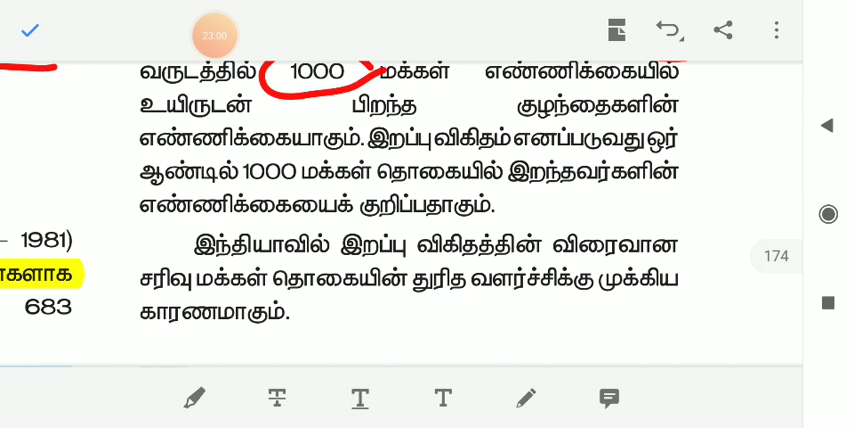 23:00
வருடத்தில் 1000 மக்கள் எண்ணிக்கையில்
உயிருடன் பிறந்த குழந்தைகளின்
எண்ணிக்கையாகும். இறப்பு விகிதம் எனப்படுவது ஓர்
ஆண்டில் 1000 மக்கள் தொகையில் இறந்தவர்களின்
எண்ணிக்கையைக் குறிப்பதாகும்.
– 1981)
களாக
683
இந்தியாவில் இறப்பு விகிதத்தின் விரைவான
சரிவு மக்கள் தொகையின் துரித வளர்ச்சிக்கு முக்கிய
காரணமாகும்.
174
T
T
T